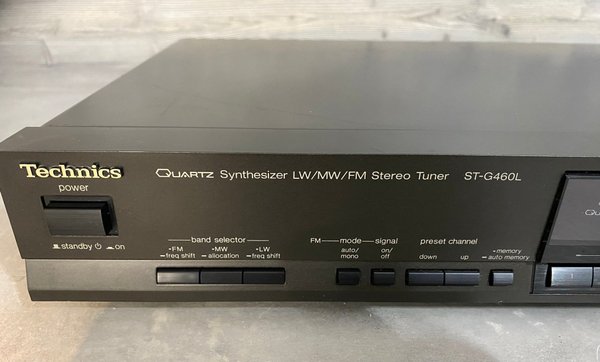 Technics
QUARTZ Synthesizer LW/MW/FM Stereo Tuner ST-G460L
power
standby on
band selector
-FM -MW -LW
-freq shift -allocation -freq shift
FM mode signal
auto/ on/
mono off
preset channel
down up
-memory
-auto memory